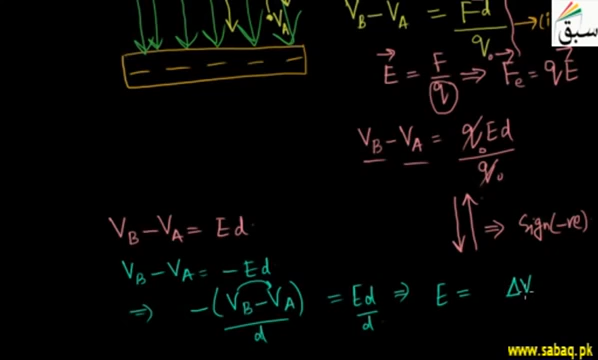 سبق
V_B - V_A = Fd/q₀ → (i
.V_A
E⃗ = F/q ⇒ F⃗_e = qE⃗
V_B - V_A = q₀Ed/q₀
V_B - V_A = Ed
⇒ sign(-ve)
V_B - V_A = -Ed
⇒ -(V_B - V_A)/d = Ed/d ⇒ E = ΔV
www.sabaq.pk